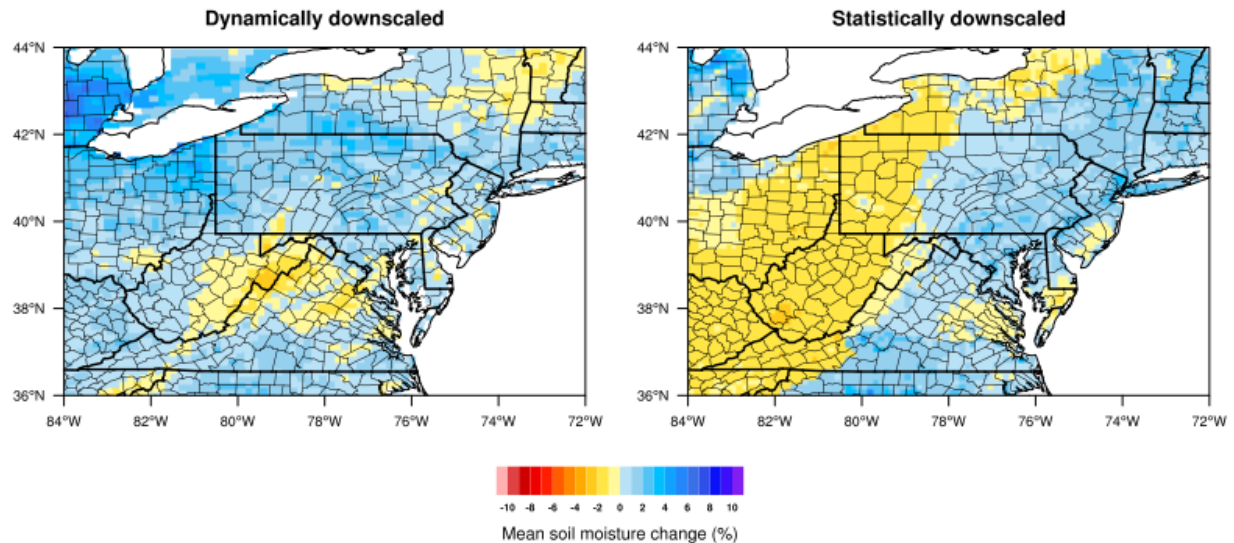 Dynamically downscaled
Statistically downscaled
44°N
42°N
40°N
38°N
36°N
84°W 82°W 80°W 78°W 76°W 74°W 72°W
44°N
42°N
40°N
38°N
36°N
84°W 82°W 80°W 78°W 76°W 74°W 72°W
-10 -8 -6 -4 -2 0 2 4 6 8 10
Mean soil moisture change (%)